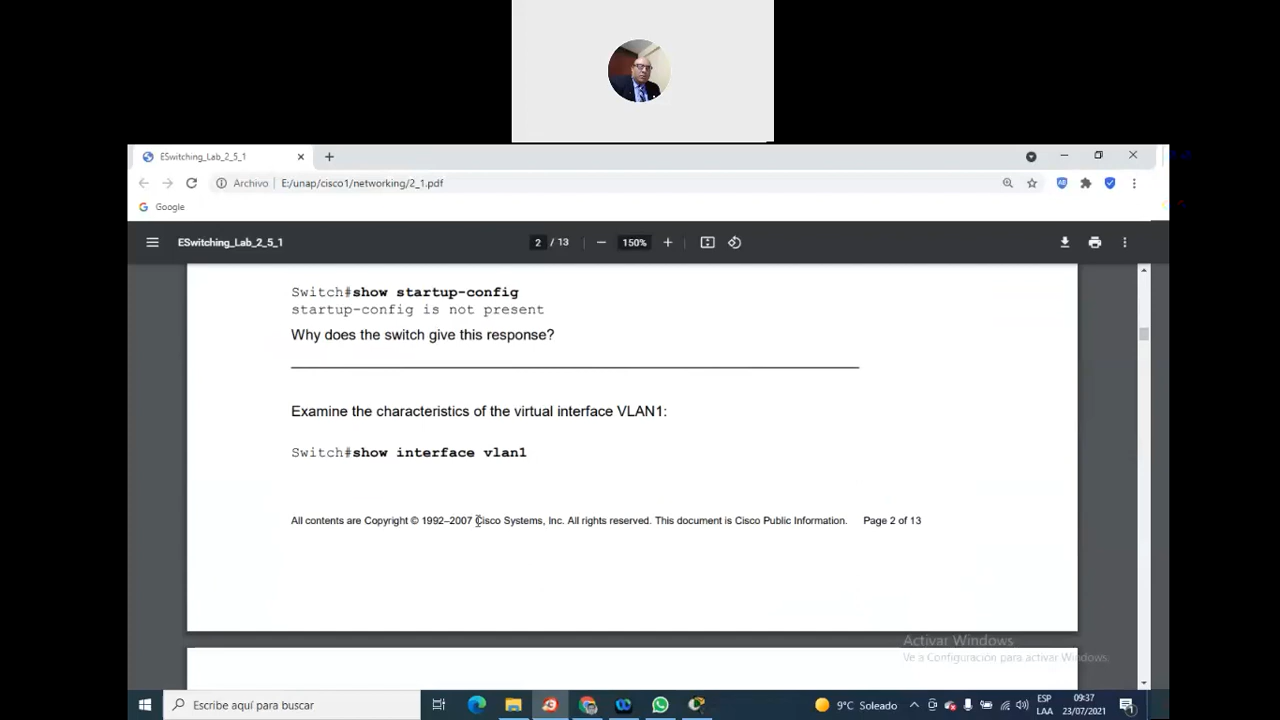 ESwitching_Lab_2_5_1
Archivo E:/unap/cisco1/networking/2_1.pdf
Google
ESwitching_Lab_2_5_1 2 / 13 150%
Switch#show startup-config
startup-config is not present
Why does the switch give this response?
Examine the characteristics of the virtual interface VLAN1:
Switch#show interface vlan1
All contents are Copyright © 1992–2007 Cisco Systems, Inc. All rights reserved. This document is Cisco Public Information. Page 2 of 13
Activar Windows
Ve a Configuración para activar Windows.
Escribe aquí para buscar
9°C Soleado
ESP
LAA
09:37
23/07/2021